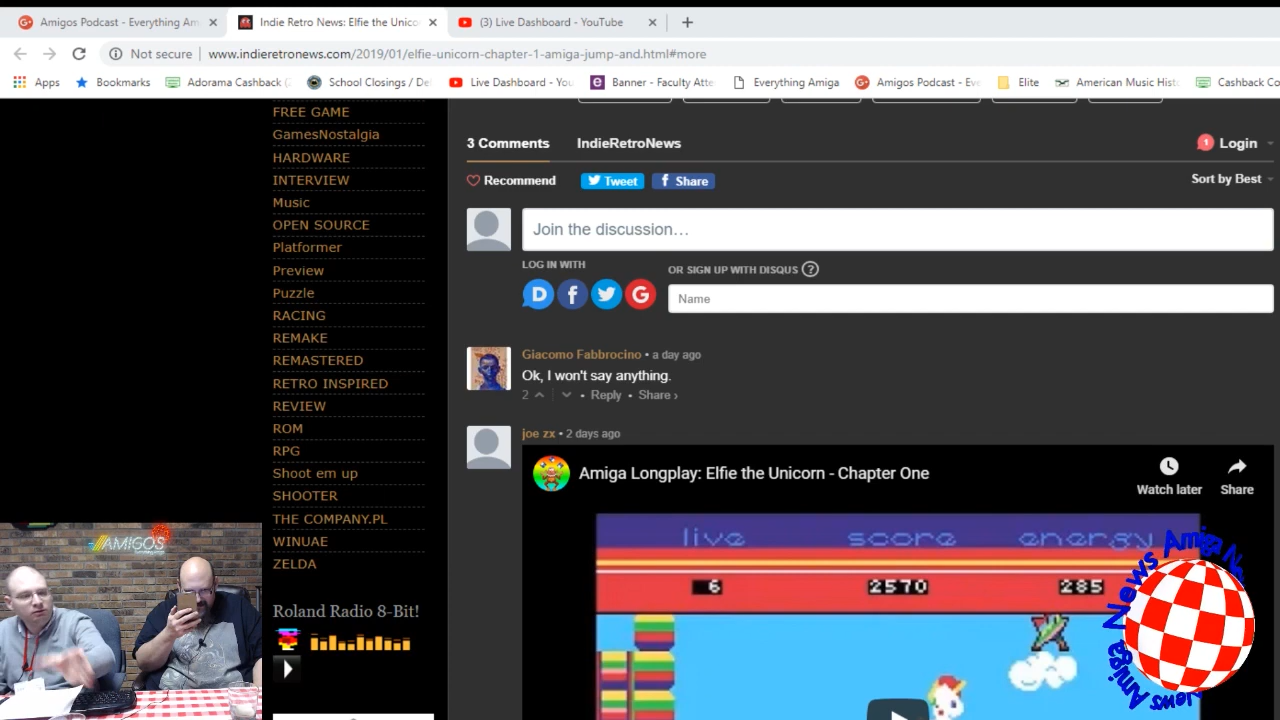 Amigos Podcast - Everything Am
Indie Retro News: Elfie the Unico
(3) Live Dashboard - YouTube
Not secure | www.indieretronews.com/2019/01/elfie-unicorn-chapter-1-amiga-jump-and.html#more
Apps Bookmarks Adorama Cashback School Closings / De Live Dashboard - You Banner - Faculty Atte Everything Amiga Amigos Podcast - Eve Elite American Music Hist Cashback Co
FREE GAME
GamesNostalgia
HARDWARE
INTERVIEW
Music
OPEN SOURCE
Platformer
Preview
Puzzle
RACING
REMAKE
REMASTERED
RETRO INSPIRED
REVIEW
ROM
RPG
Shoot em up
SHOOTER
THE COMPANY.PL
WINUAE
ZELDA
Roland Radio 8-Bit!
3 Comments IndieRetroNews 1 Login
Recommend Tweet Share Sort by Best
Join the discussion…
LOG IN WITH
OR SIGN UP WITH DISQUS ?
Name
Giacomo Fabbrocino • a day ago
Ok, I won't say anything.
2 • Reply • Share ›
joe zx • 2 days ago
Amiga Longplay: Elfie the Unicorn - Chapter One
Watch later Share
live score energy
6 2570 285
AMIGOS
News Amiga News Amiga